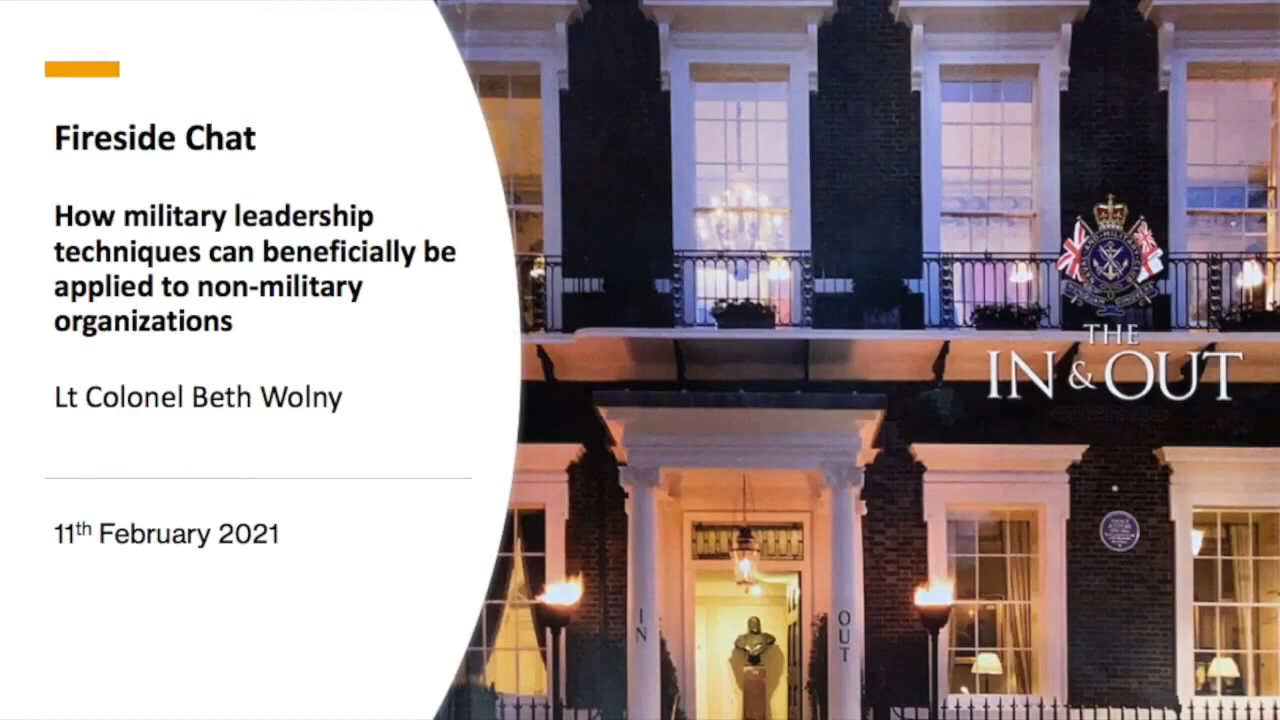 Fireside Chat
How military leadership
techniques can beneficially be
applied to non-military
organizations
Lt Colonel Beth Wolny
11th February 2021
THE
IN & OUT
IN
OUT